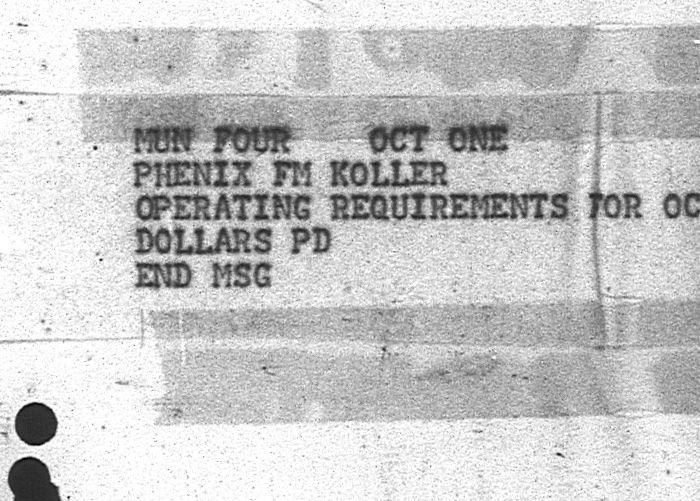 MUN FOUR OCT ONE
PHENIX FM KOLLER
OPERATING REQUIREMENTS FOR OC
DOLLARS PD
END MSG